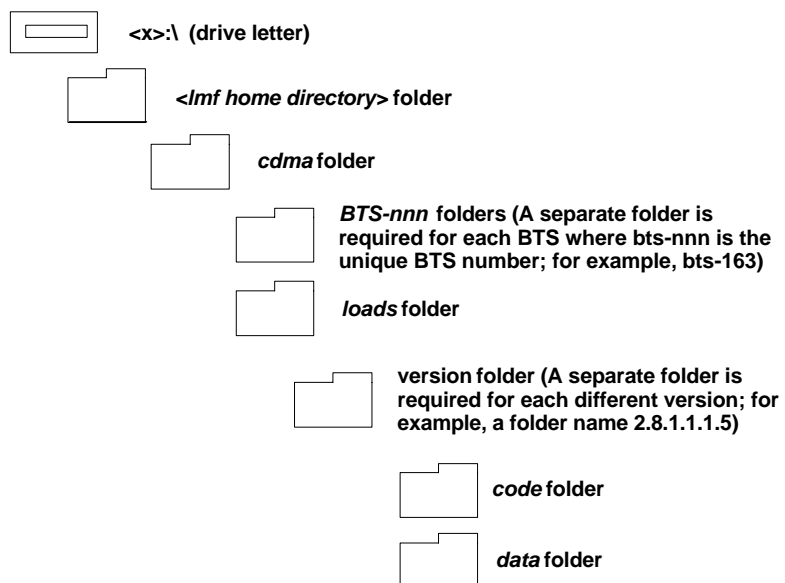 <x>:\ (drive letter)
<lmf home directory> folder
cdma folder
BTS-nnn folders (A separate folder is
required for each BTS where bts-nnn is the
unique BTS number; for example, bts-163)
loads folder
version folder (A separate folder is
required for each different version; for
example, a folder name 2.8.1.1.1.5)
code folder
data folder